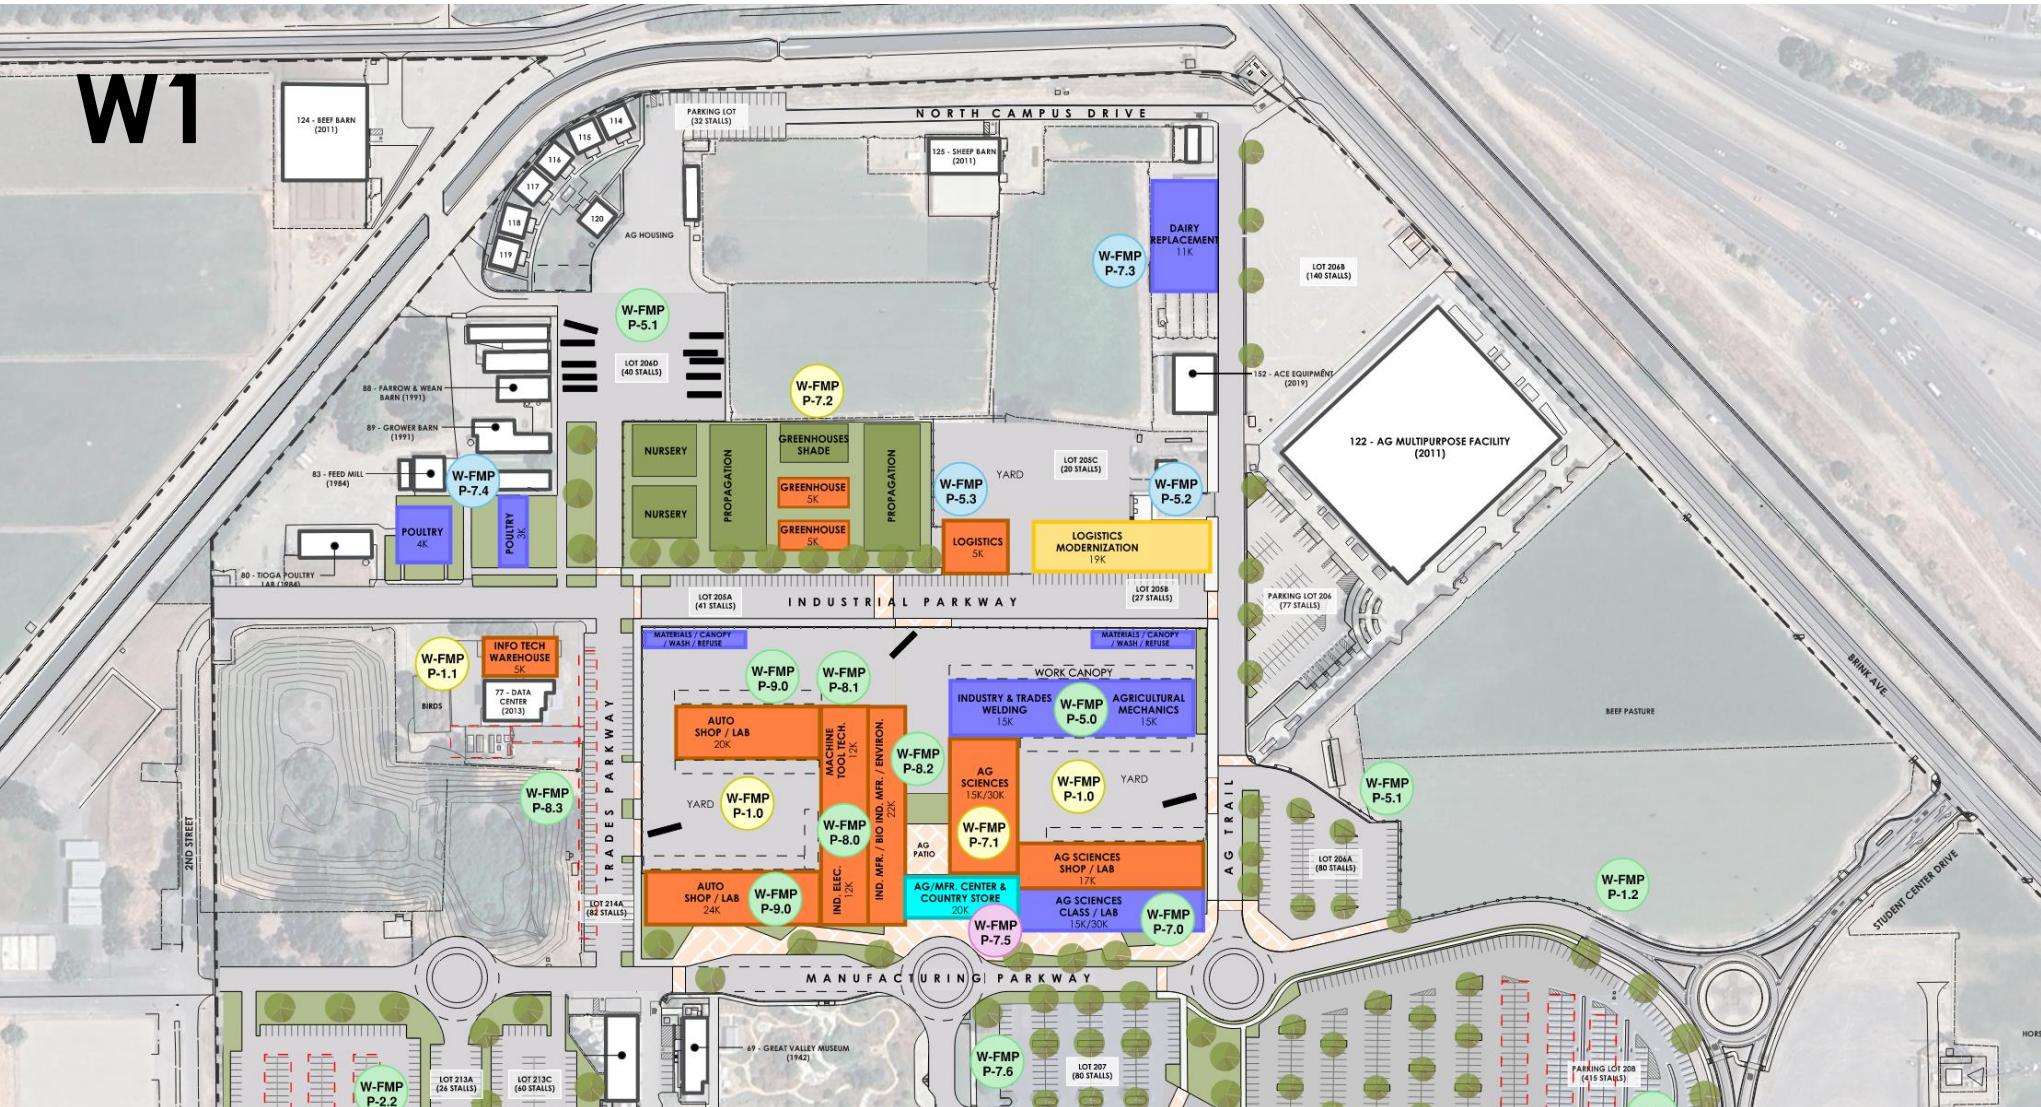 W1
124 - BEEF BARN
(2011)
114
115
116
117
118
119
120
PARKING LOT
(32 STALLS)
NORTH CAMPUS DRIVE
125 - SHEEP BARN
(2011)
AG HOUSING
DAIRY
REPLACEMENT
11K
W-FMP
P-7.3
LOT 206B
(140 STALLS)
W-FMP
P-5.1
LOT 206D
(40 STALLS)
88 - FARROW & WEAN
BARN (1991)
89 - GROWER BARN
(1991)
83 - FEED MILL
(1984)
W-FMP
P-7.4
W-FMP
P-7.2
152 - ACE EQUIPMENT
(2019)
122 - AG MULTIPURPOSE FACILITY
(2011)
NURSERY
NURSERY
PROPAGATION
GREENHOUSES
SHADE
GREENHOUSE
5K
GREENHOUSE
5K
PROPAGATION
YARD
LOT 205C
(20 STALLS)
W-FMP
P-5.3
W-FMP
P-5.2
LOGISTICS
5K
LOGISTICS
MODERNIZATION
19K
POULTRY
4K
POULTRY
3K
80 - TIOGA POULTRY
LAB (1984)
LOT 205A
(41 STALLS)
INDUSTRIAL PARKWAY
LOT 205B
(27 STALLS)
PARKING LOT 206
(77 STALLS)
MATERIALS / CANOPY
/ WASH / REFUSE
MATERIALS / CANOPY
/ WASH / REFUSE
W-FMP
P-1.1
INFO TECH
WAREHOUSE
5K
77 - DATA
CENTER
(2013)
BIRDS
W-FMP
P-9.0
W-FMP
P-8.1
WORK CANOPY
INDUSTRY & TRADES
WELDING
15K
W-FMP
P-5.0
AGRICULTURAL
MECHANICS
15K
BRINK AVE.
BEEF PASTURE
AUTO
SHOP / LAB
20K
MACHINE
TOOL TECH.
12K
IND. MFR. / BIO IND. MFR. / ENVIRON.
22K
W-FMP
P-8.2
AG
SCIENCES
15K/30K
W-FMP
P-1.0
YARD
YARD
W-FMP
P-1.0
W-FMP
P-8.3
TRADES PARKWAY
2ND STREET
W-FMP
P-8.0
W-FMP
P-7.1
AG
PATIO
AG TRAIL
W-FMP
P-5.1
LOT 206A
(80 STALLS)
AG SCIENCES
SHOP / LAB
17K
AUTO
SHOP / LAB
24K
W-FMP
P-9.0
IND. ELEC.
12K
AG/MFR. CENTER &
COUNTRY STORE
20K
AG SCIENCES
CLASS / LAB
15K/30K
W-FMP
P-7.0
W-FMP
P-7.5
W-FMP
P-1.2
STUDENT CENTER DRIVE
LOT 214A
(82 STALLS)
MANUFACTURING PARKWAY
69 - GREAT VALLEY MUSEUM
(1942)
W-FMP
P-7.6
LOT 207
(80 STALLS)
LOT 213A
(26 STALLS)
LOT 213C
(60 STALLS)
W-FMP
P-2.2
PARKING LOT 208
(415 STALLS)